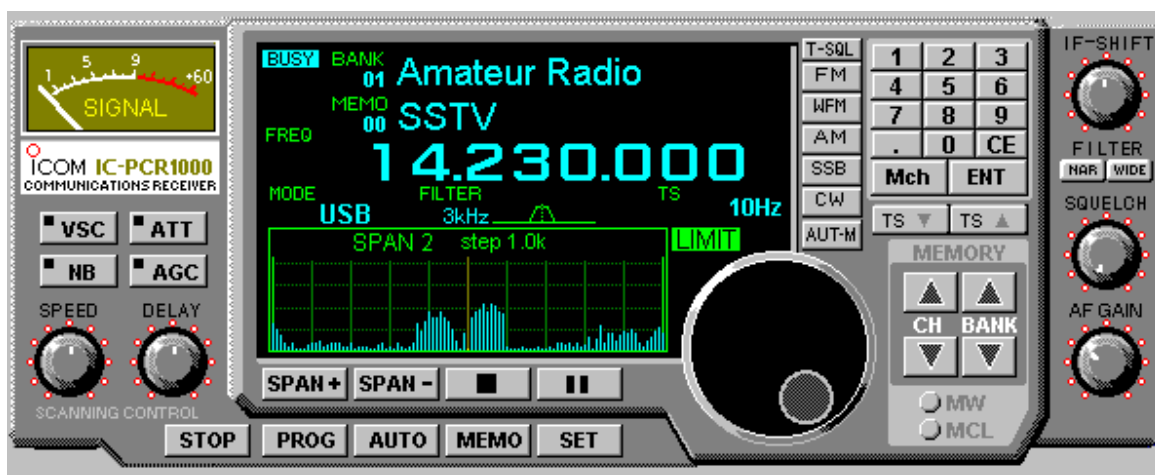 1 5 9 +60
SIGNAL
ICOM IC-PCR1000
COMMUNICATIONS RECEIVER
VSC ATT
NB AGC
SPEED DELAY
SCANNING CONTROL
BUSY BANK
01 Amateur Radio
MEMO
00 SSTV
FREQ
14.230.000
MODE FILTER TS
USB 3kHz 10Hz
SPAN 2 step 1.0k LIMIT
SPAN+ SPAN-
STOP PROG AUTO MEMO SET
T-SQL
FM
WFM
AM
SSB
CW
AUT-M
1 2 3
4 5 6
7 8 9
. 0 CE
Mch ENT
TS ▼ TS ▲
MEMORY
CH BANK
MW
MCL
IF-SHIFT
FILTER
NAR WIDE
SQUELCH
AF GAIN